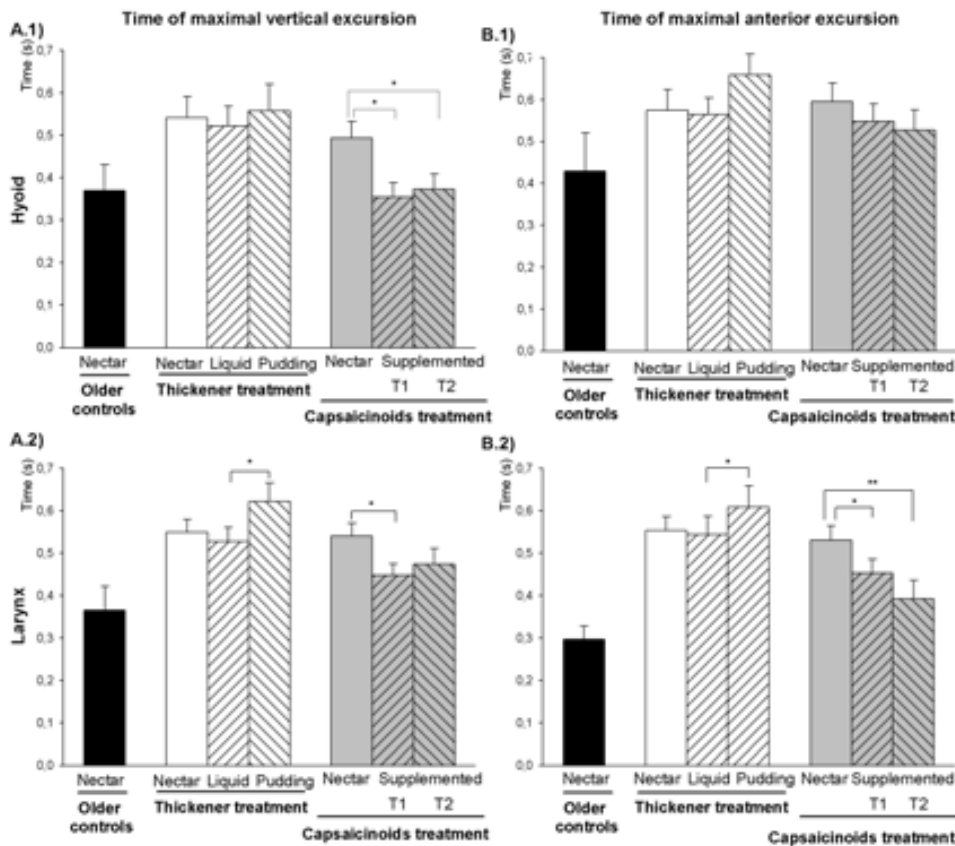 Time of maximal vertical excursion
Time of maximal anterior excursion
A.1)
Time (s)
0,7
0,6
0,5
0,4
0,3
0,2
0,1
0,0
Hyoid
*
*
Nectar
Nectar Liquid Pudding
Nectar Supplemented
T1 T2
Older controls
Thickener treatment
Capsaicinoids treatment
B.1)
Time (s)
0,7
0,6
0,5
0,4
0,3
0,2
0,1
0,0
Nectar
Nectar Liquid Pudding
Nectar Supplemented
T1 T2
Older controls
Thickener treatment
Capsaicinoids treatment
A.2)
Time (s)
0,7
0,6
0,5
0,4
0,3
0,2
0,1
0,0
Larynx
*
*
Nectar
Nectar Liquid Pudding
Nectar Supplemented
T1 T2
Older controls
Thickener treatment
Capsaicinoids treatment
B.2)
Time (s)
0,7
0,6
0,5
0,4
0,3
0,2
0,1
0,0
*
**
*
Nectar
Nectar Liquid Pudding
Nectar Supplemented
T1 T2
Older controls
Thickener treatment
Capsaicinoids treatment